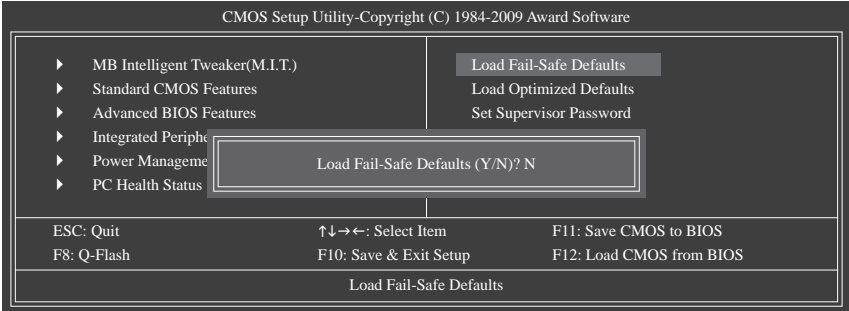 CMOS Setup Utility-Copyright (C) 1984-2009 Award Software
MB Intelligent Tweaker(M.I.T.)
Standard CMOS Features
Advanced BIOS Features
Integrated Periphe
Power Manageme
PC Health Status
Load Fail-Safe Defaults
Load Optimized Defaults
Set Supervisor Password
Load Fail-Safe Defaults (Y/N)? N
ESC: Quit
↑↓→←: Select Item
F11: Save CMOS to BIOS
F8: Q-Flash
F10: Save & Exit Setup
F12: Load CMOS from BIOS
Load Fail-Safe Defaults